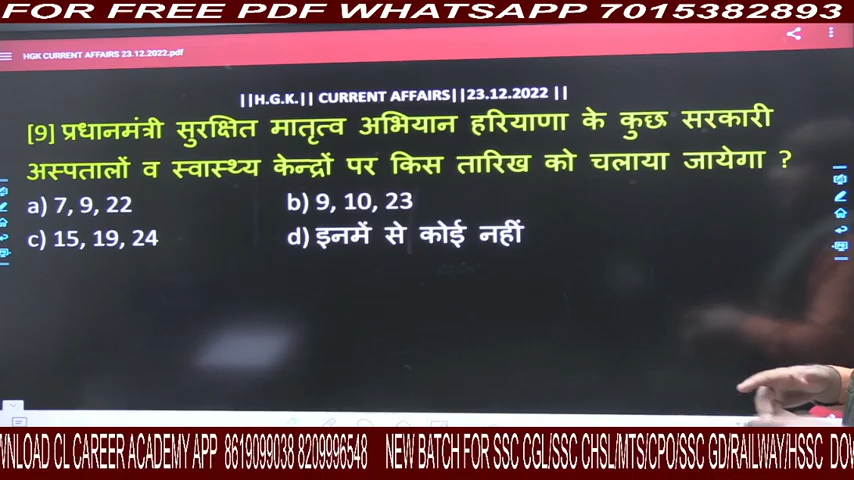 FOR FREE PDF WHATSAPP 7015382893
HGK CURRENT AFFAIRS 23.12.2022.pdf
||H.G.K.|| CURRENT AFFAIRS||23.12.2022 ||
[9] प्रधानमंत्री सुरक्षित मातृत्व अभियान हरियाणा के कुछ सरकारी
अस्पतालों व स्वास्थ्य केन्द्रों पर किस तारिख को चलाया जायेगा ?
a) 7, 9, 22 b) 9, 10, 23
c) 15, 19, 24 d) इनमें से कोई नहीं
WNLOAD CL CAREER ACADEMY APP 8619099038 8209996548 NEW BATCH FOR SSC CGL/SSC CHSL/MTS/CPO/SSC GD/RAILWAY/HSSC DOW